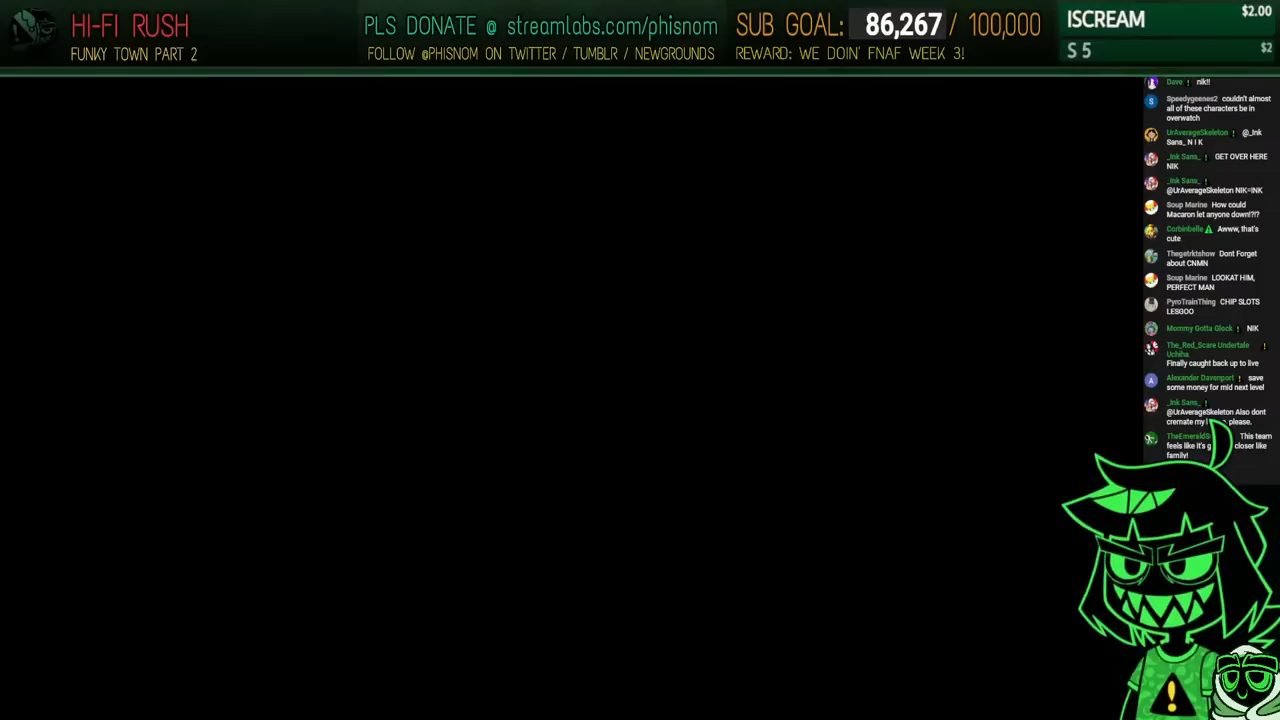 HI-FI RUSH
FUNKY TOWN PART 2
PLS DONATE @ streamlabs.com/phisnom
FOLLOW @PHISNOM ON TWITTER / TUMBLR / NEWGROUNDS
SUB GOAL: 86,267 / 100,000
REWARD: WE DOIN' FNAF WEEK 3!
ISCREAM $2.00
S 5 $2
Dave ! nik!!
Speedygeenes2 couldn't almost
all of these characters be in
overwatch
UrAverageSkeleton ! @_Ink
Sans_ N I K
_Ink Sans_ ! GET OVER HERE
NIK
_Ink Sans_ !
@UrAverageSkeleton NIK=INK
Soup Marine How could
Macaron let anyone down!?!?
Corbinbelle Awww, that's
cute
Thegetrktshow Dont Forget
about CNMN
Soup Marine LOOKAT HIM,
PERFECT MAN
PyroTrainThing CHIP SLOTS
LESGOO
Mommy Gotta Glock ! NIK
The_Red_Scare Undertale !
Uchiha
Finally caught back up to live
Alexander Davenport ! save
some money for mid next level
_Ink Sans_ !
@UrAverageSkeleton Also dont
cremate my please.
This team
feels like it's closer like
family!